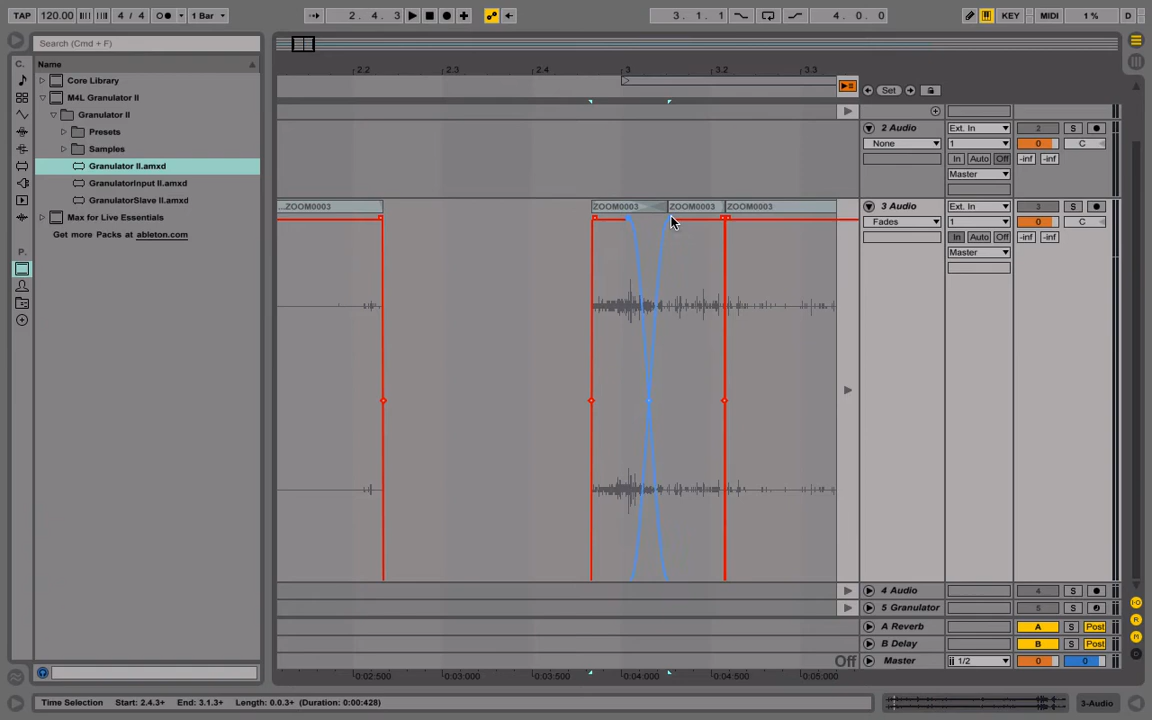 TAP 120.00 4 / 4 1 Bar 2. 4. 3 3. 1. 1 4. 0. 0 KEY MIDI 1 % D
Search (Cmd + F)
C. Name
Core Library
M4L Granulator II
Granulator II
Presets
Samples
Granulator II.amxd
GranulatorInput II.amxd
GranulatorSlave II.amxd
Max for Live Essentials
Get more Packs at ableton.com
P.
2.2 2.3 2.4 3 3.2 3.3
Set
2 Audio Ext. In 2 S
None 1 0 C
In Auto Off -inf -inf
Master
...ZOOM0003 ZOOM0003 ZOOM0003 ZOOM0003
3 Audio Ext. In 3 S
Fades 1 0 C
In Auto Off -inf -inf
Master
4 Audio 4 S
5 Granulator 5 S
A Reverb A S Post
B Delay B S Post
Off Master 1/2 0 0
0:02:500 0:03:000 0:03:500 0:04:000 0:04:500 0:05:000
Time Selection Start: 2.4.3+ End: 3.1.3+ Length: 0.0.3+ (Duration: 0:00:428) 3-Audio